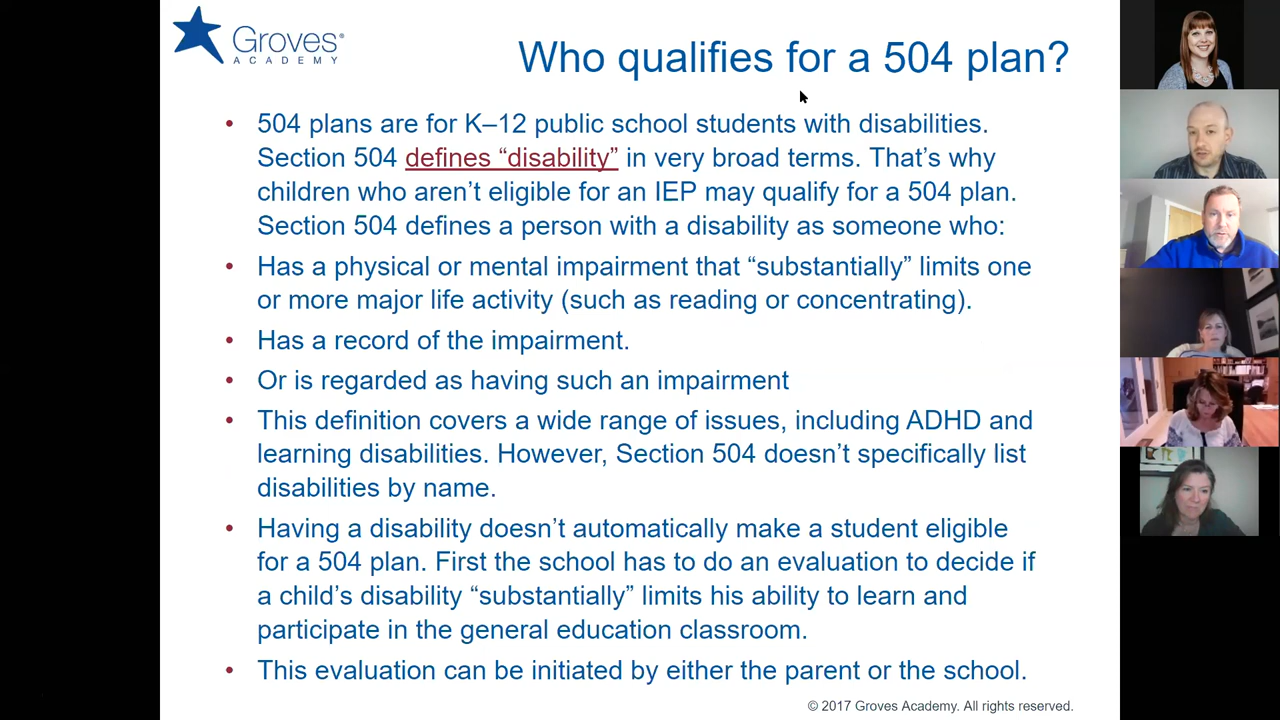 Groves®
ACADEMY
Who qualifies for a 504 plan?
• 504 plans are for K–12 public school students with disabilities.
Section 504 defines “disability” in very broad terms. That’s why
children who aren’t eligible for an IEP may qualify for a 504 plan.
Section 504 defines a person with a disability as someone who:
• Has a physical or mental impairment that “substantially” limits one
or more major life activity (such as reading or concentrating).
• Has a record of the impairment.
• Or is regarded as having such an impairment
• This definition covers a wide range of issues, including ADHD and
learning disabilities. However, Section 504 doesn’t specifically list
disabilities by name.
• Having a disability doesn’t automatically make a student eligible
for a 504 plan. First the school has to do an evaluation to decide if
a child’s disability “substantially” limits his ability to learn and
participate in the general education classroom.
• This evaluation can be initiated by either the parent or the school.
© 2017 Groves Academy. All rights reserved.